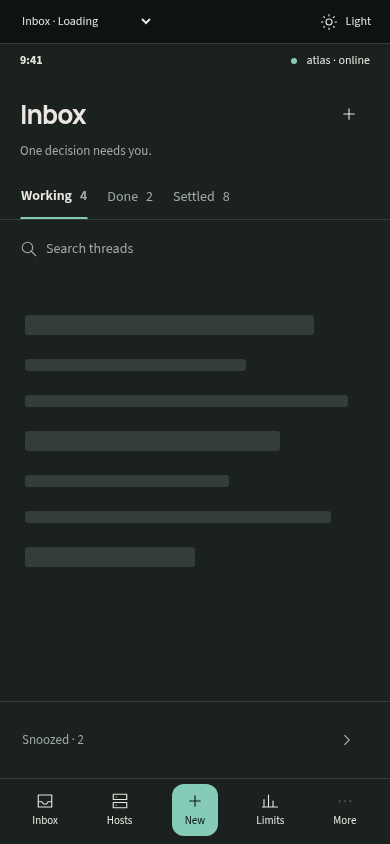 Inbox · Loading
Light
9:41
atlas · online
Inbox
One decision needs you.
Working 4
Done 2
Settled 8
Search threads
Snoozed · 2
Inbox
Hosts
New
Limits
More